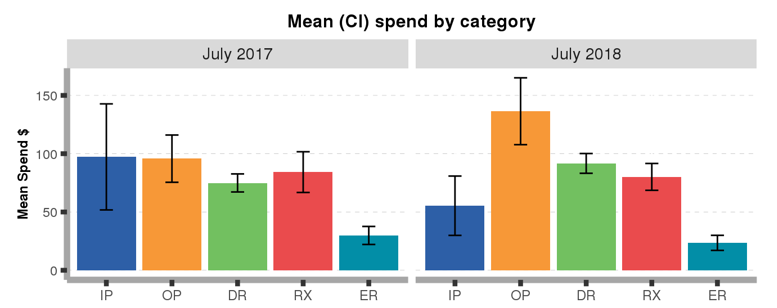 Mean (CI) spend by category
July 2017 July 2018
Mean Spend $
150
100
50
0
IP OP DR RX ER IP OP DR RX ER